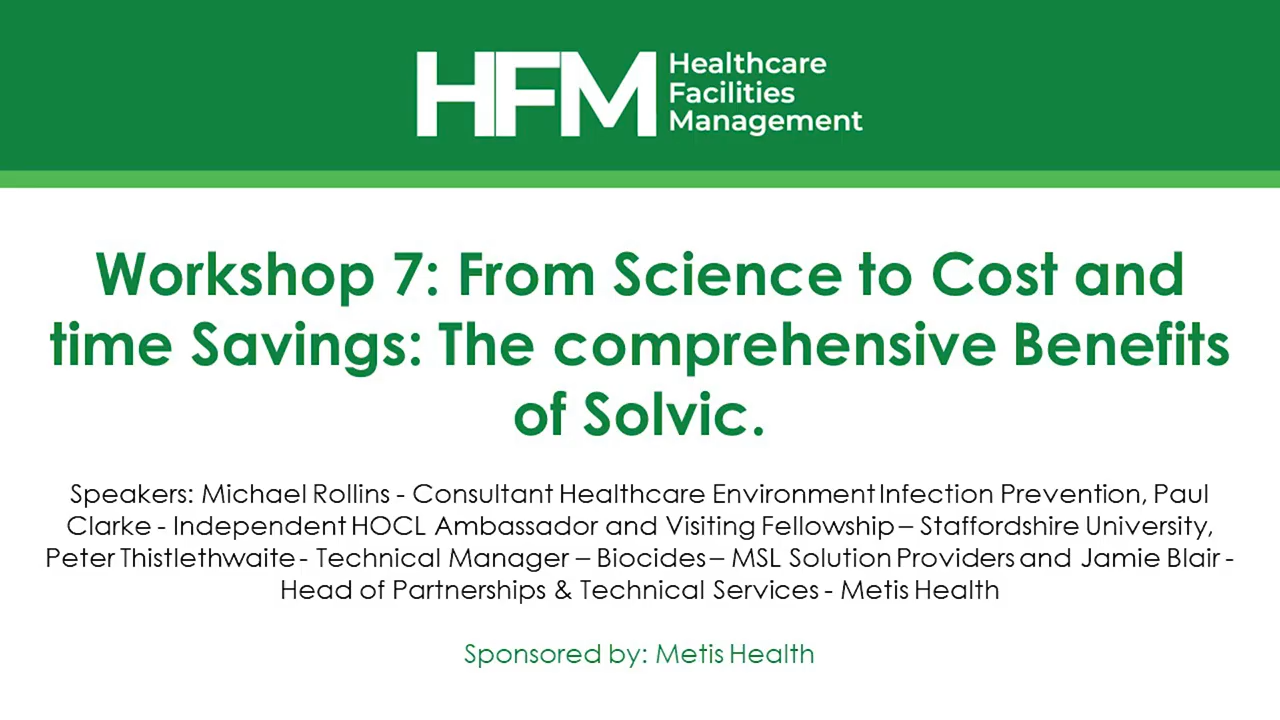 HFM
Healthcare
Facilities
Management
Workshop 7: From Science to Cost and
time Savings: The comprehensive Benefits
of Solvic.
Speakers: Michael Rollins - Consultant Healthcare Environment Infection Prevention, Paul
Clarke - Independent HOCL Ambassador and Visiting Fellowship – Staffordshire University,
Peter Thistlethwaite - Technical Manager – Biocides – MSL Solution Providers and Jamie Blair -
Head of Partnerships & Technical Services - Metis Health
Sponsored by: Metis Health